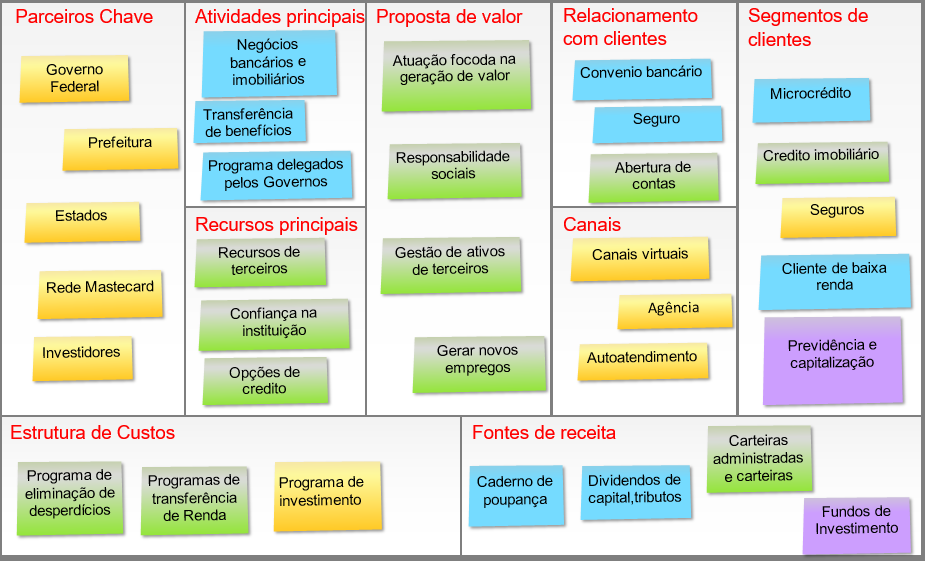 Parceiros Chave
Governo
Federal
Prefeitura
Estados
Rede Mastecard
Investidores
Atividades principais
Negócios
bancários e
imobiliários
Transferência
de benefícios
Programa delegados
pelos Governos
Recursos principais
Recursos de
terceiros
Confiança na
instituição
Opções de
credito
Proposta de valor
Atuação focoda na
geração de valor
Responsabilidade
sociais
Gestão de ativos
de terceiros
Gerar novos
empregos
Relacionamento
com clientes
Convenio bancário
Seguro
Abertura de
contas
Canais
Canais virtuais
Agência
Autoatendimento
Segmentos de
clientes
Microcrédito
Credito imobiliário
Seguros
Cliente de baixa
renda
Previdência e
capitalização
Estrutura de Custos
Programa de
eliminação de
desperdícios
Programas de
transferência
de Renda
Programa de
investimento
Fontes de receita
Caderno de
poupança
Dividendos de
capital,tributos
Carteiras
administradas
e carteiras
Fundos de
Investimento